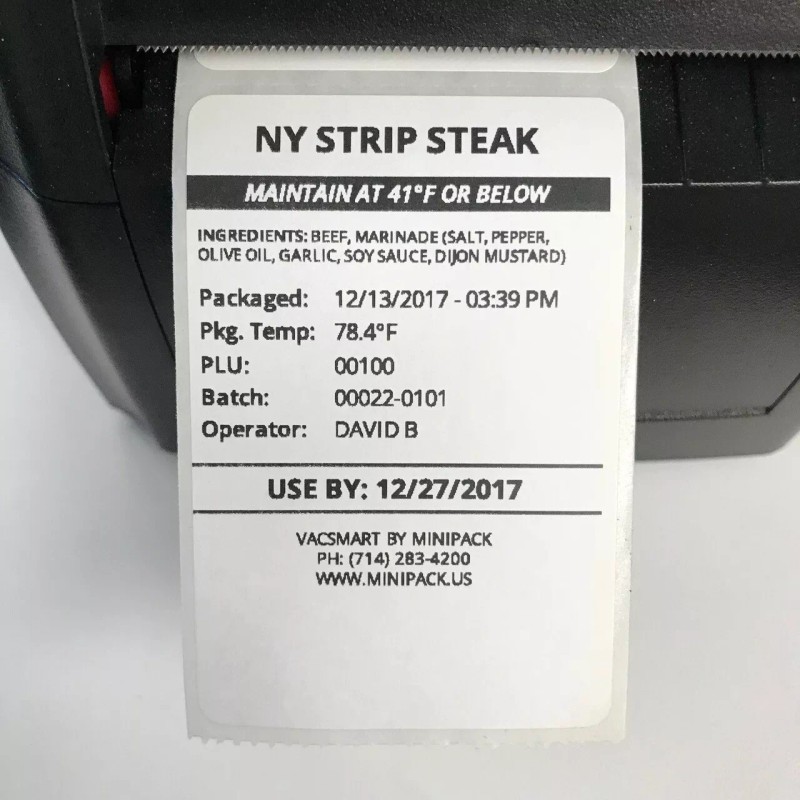 NY STRIP STEAK
MAINTAIN AT 41°F OR BELOW
INGREDIENTS: BEEF, MARINADE (SALT, PEPPER,
OLIVE OIL, GARLIC, SOY SAUCE, DIJON MUSTARD)
Packaged: 12/13/2017 - 03:39 PM
Pkg. Temp: 78.4°F
PLU: 00100
Batch: 00022-0101
Operator: DAVID B
USE BY: 12/27/2017
VACSMART BY MINIPACK
PH: (714) 283-4200
WWW.MINIPACK.US